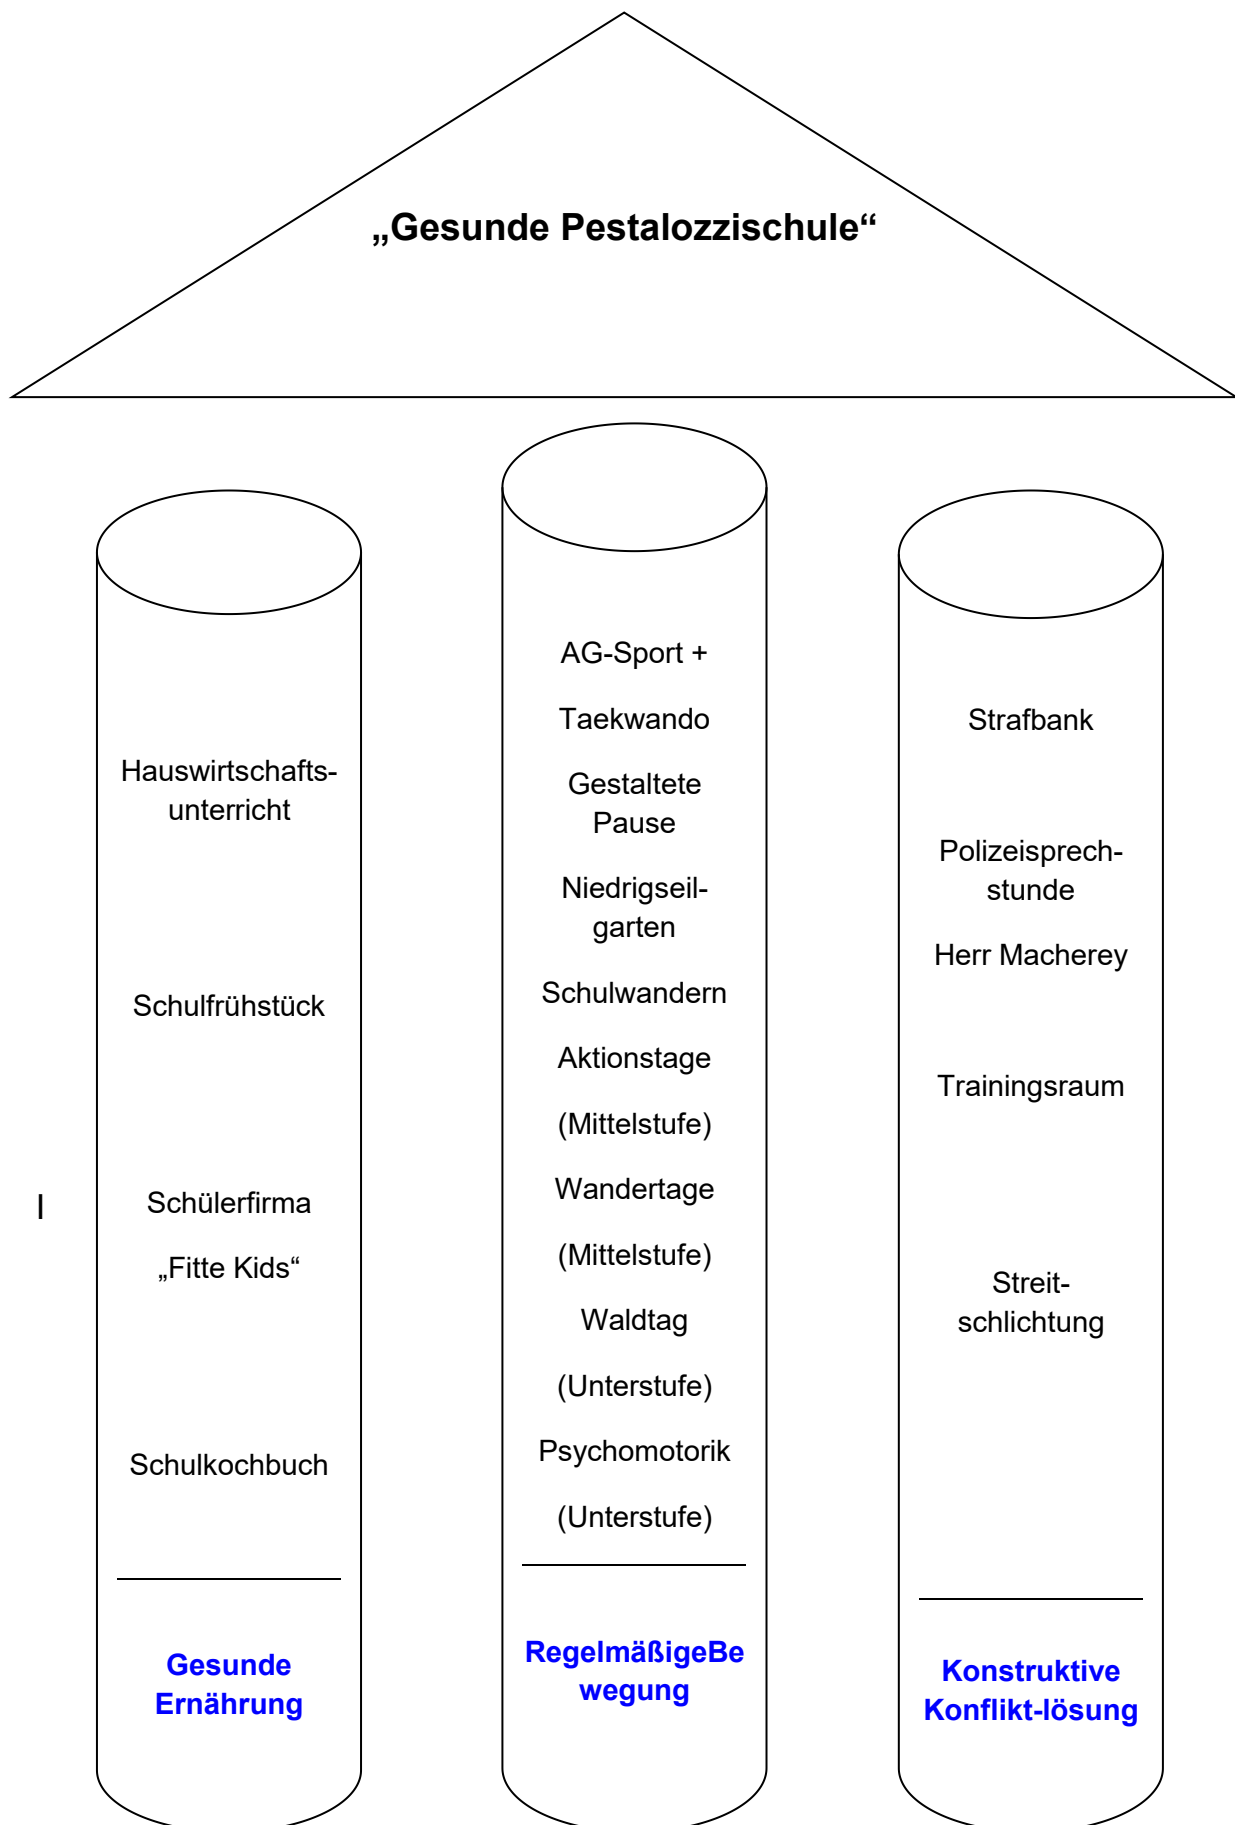 „Gesunde Pestalozzischule“
Hauswirtschafts-
unterricht
Schulfrühstück
I
Schülerfirma
„Fitte Kids“
Schulkochbuch
Gesunde
Ernährung
AG-Sport +
Taekwando
Gestaltete
Pause
Niedrigseil-
garten
Schulwandern
Aktionstage
(Mittelstufe)
Wandertage
(Mittelstufe)
Waldtag
(Unterstufe)
Psychomotorik
(Unterstufe)
RegelmäßigeBe
wegung
Strafbank
Polizeisprech-
stunde
Herr Macherey
Trainingsraum
Streit-
schlichtung
Konstruktive
Konflikt-lösung